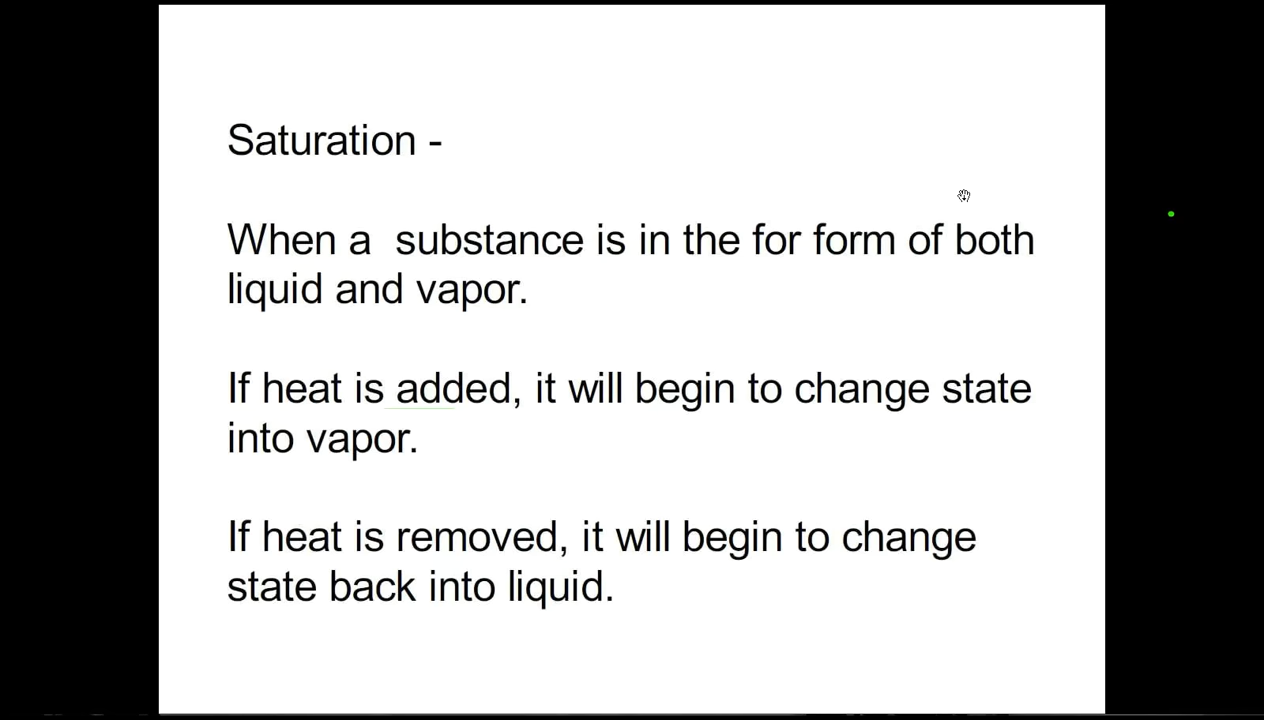 Saturation -
When a  substance is in the for form of both
liquid and vapor.
If heat is added, it will begin to change state
into vapor.
If heat is removed, it will begin to change
state back into liquid.